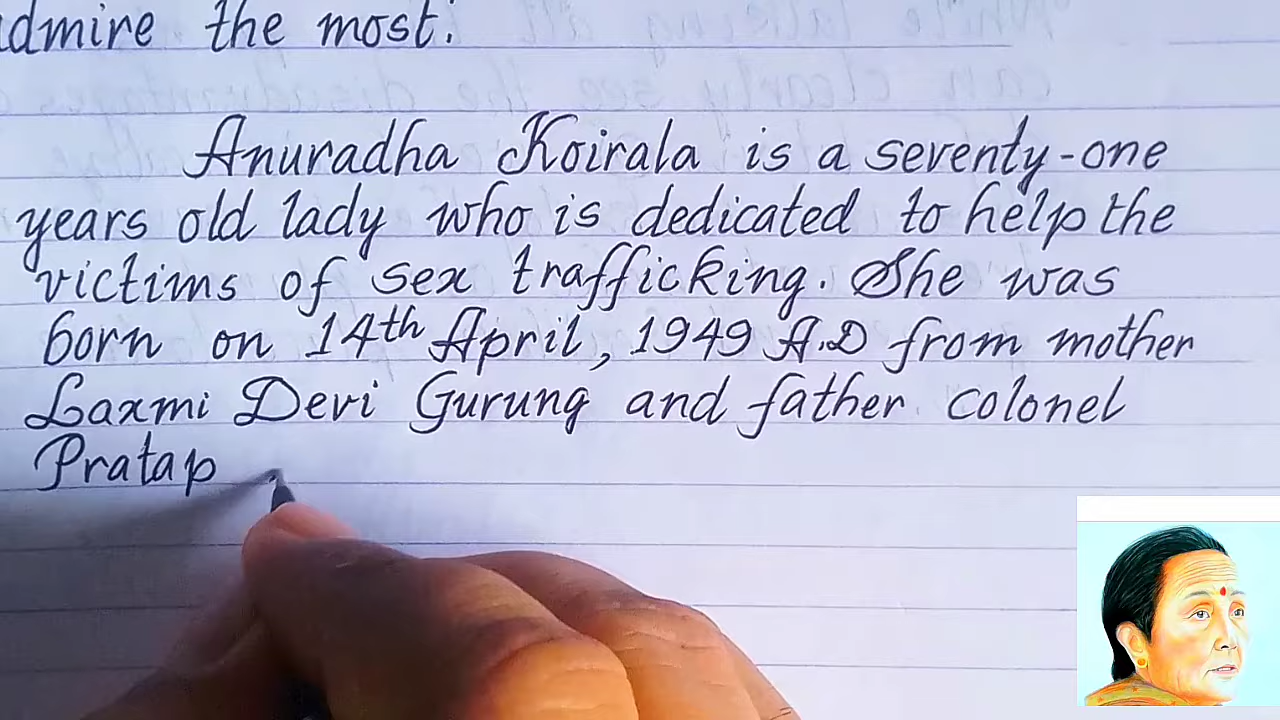 admire the most.
Anuradha Koirala is a seventy-one
years old lady who is dedicated to help the
victims of sex trafficking. She was
born on 14th April, 1949 A.D from mother
Laxmi Devi Gurung and father colonel
Pratap